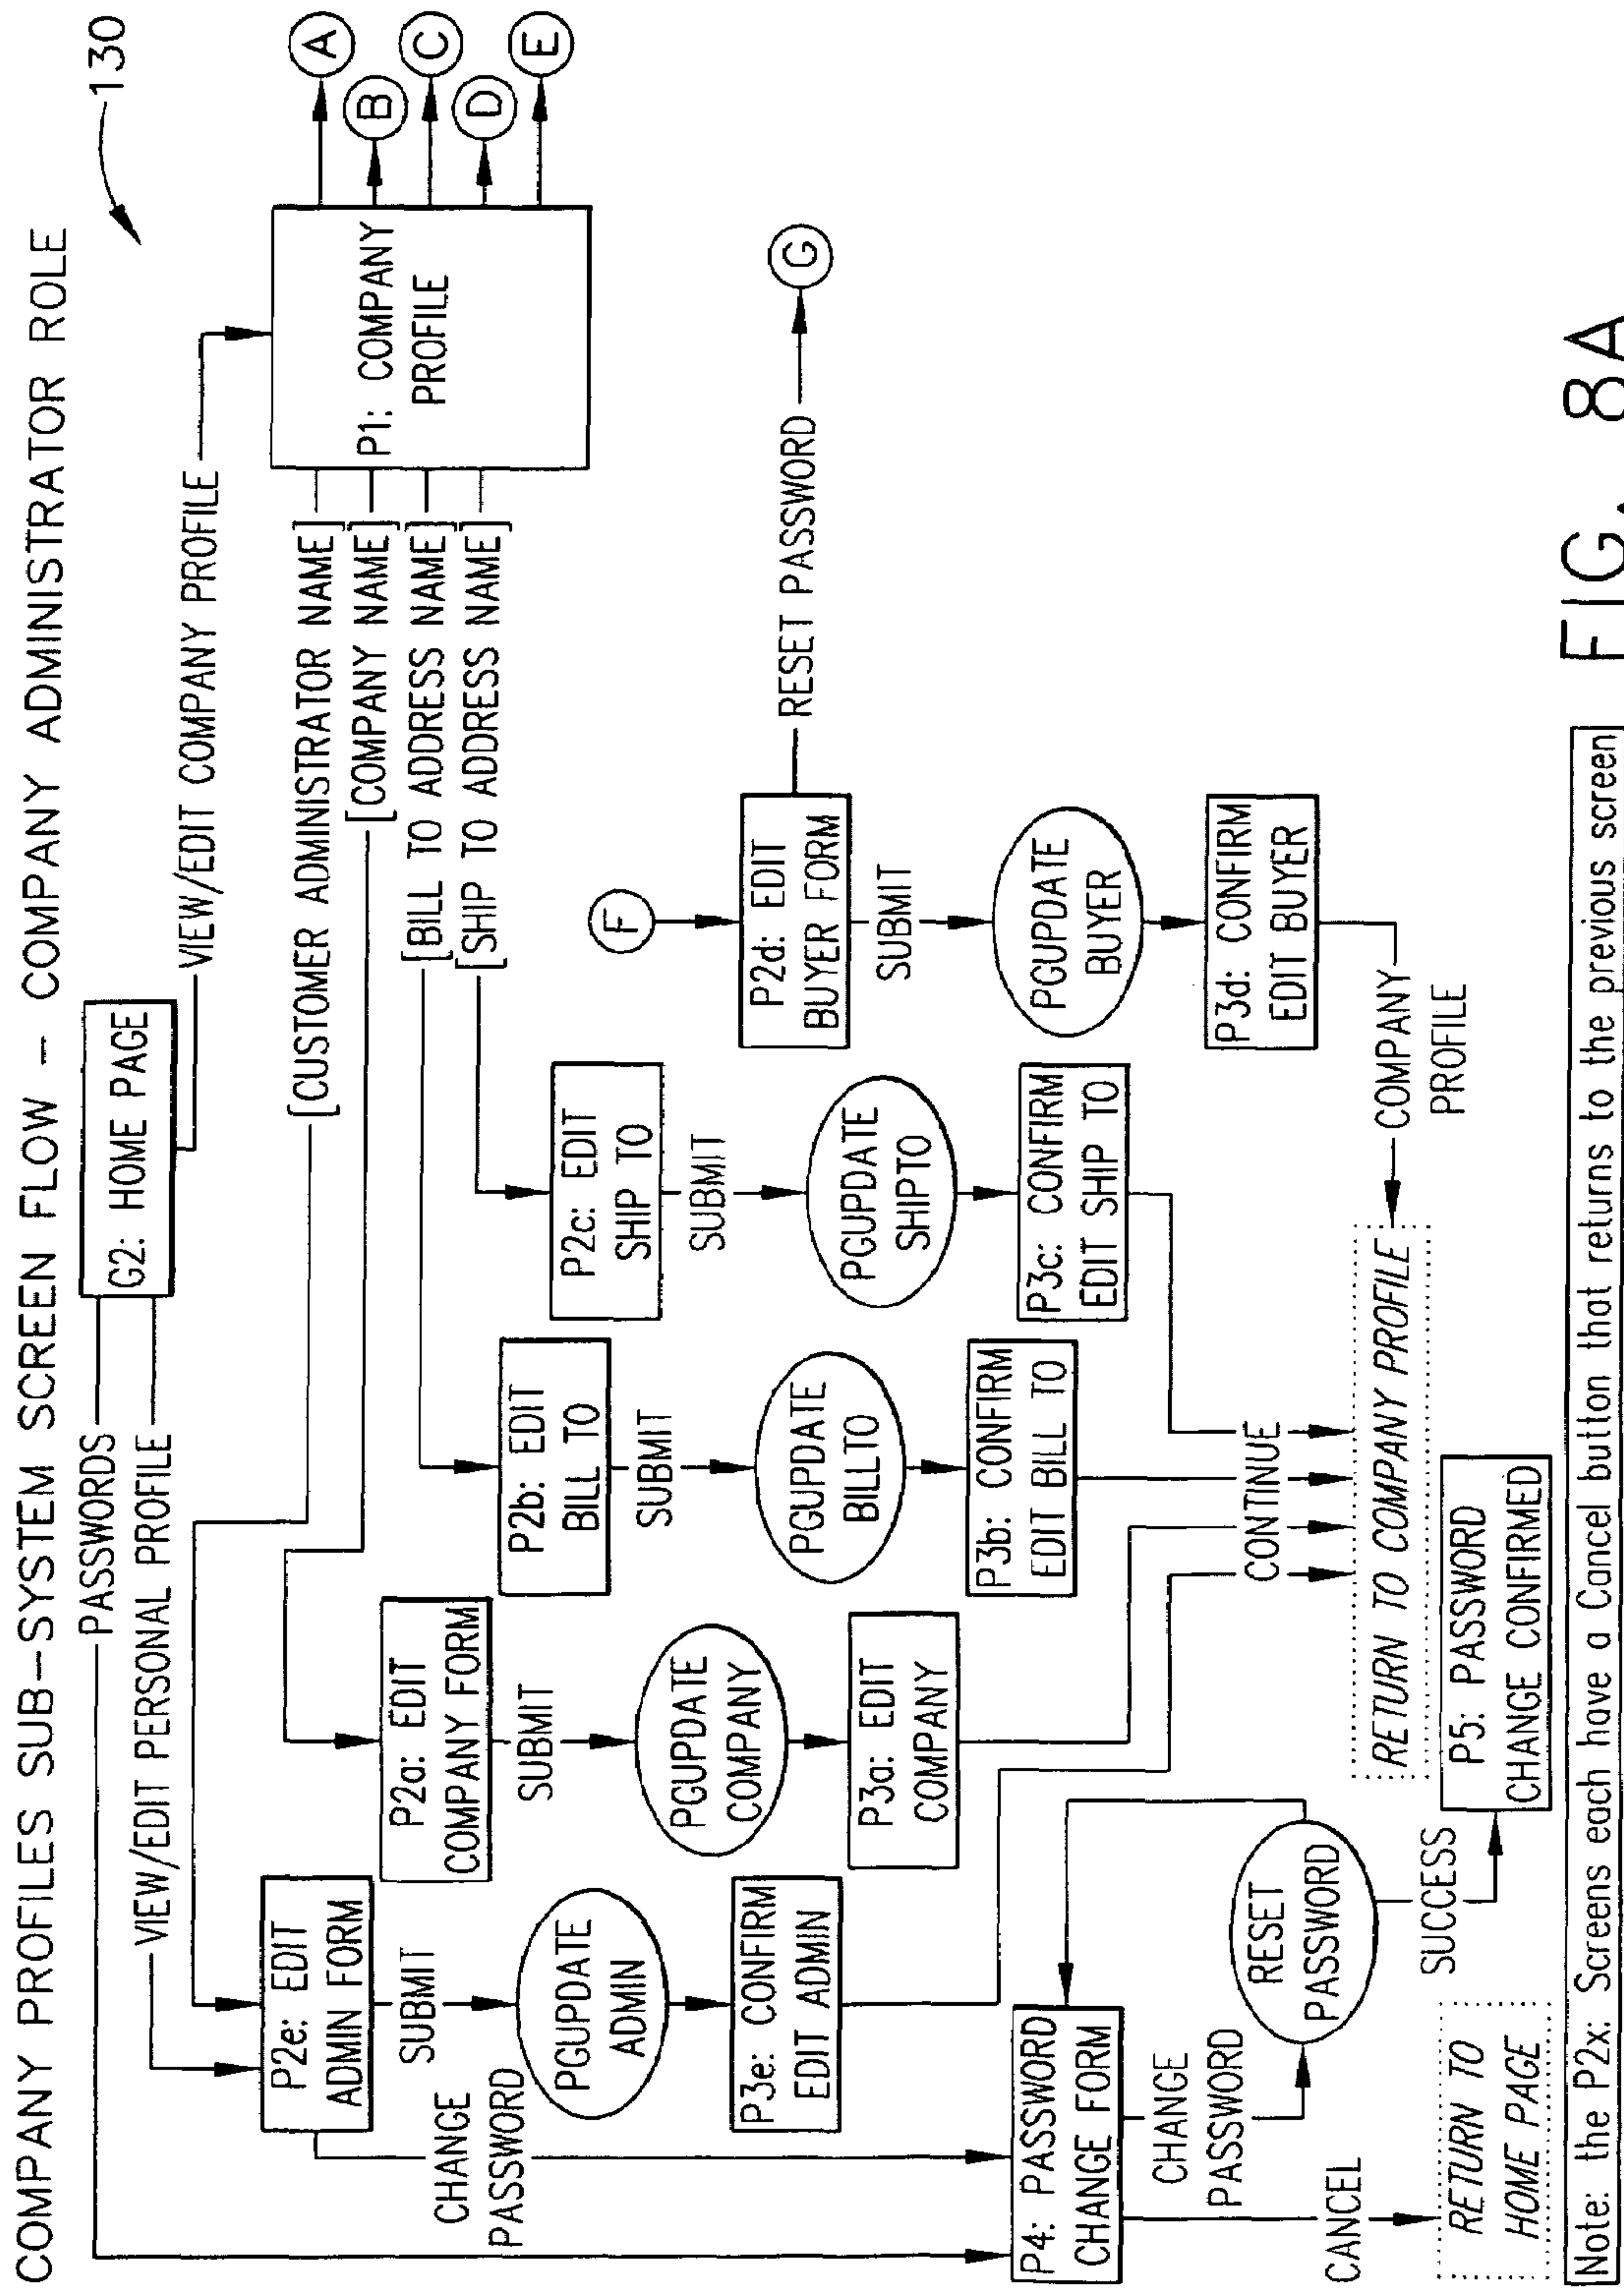 COMPANY PROFILES SUB-SYSTEM SCREEN FLOW - COMPANY ADMINISTRATOR ROLE
130
G2: HOME PAGE
PASSWORDS
VIEW/EDIT PERSONAL PROFILE
VIEW/EDIT COMPANY PROFILE
P1: COMPANY
PROFILE
A
B
C
D
E
[CUSTOMER ADMINISTRATOR NAME]
[COMPANY NAME]
[BILL TO ADDRESS NAME]
[SHIP TO ADDRESS NAME]
P2e: EDIT
ADMIN FORM
SUBMIT
PGUPDATE
ADMIN
P3e: CONFIRM
EDIT ADMIN
CHANGE
PASSWORD
P2a: EDIT
COMPANY FORM
SUBMIT
PGUPDATE
COMPANY
P3a: EDIT
COMPANY
P2b: EDIT
BILL TO
SUBMIT
PGUPDATE
BILLTO
P3b: CONFIRM
EDIT BILL TO
P2c: EDIT
SHIP TO
SUBMIT
PGUPDATE
SHIPTO
P3c: CONFIRM
EDIT SHIP TO
F
P2d: EDIT
BUYER FORM
RESET PASSWORD
G
SUBMIT
PGUPDATE
BUYER
P3d: CONFIRM
EDIT BUYER
COMPANY
PROFILE
CONTINUE
RETURN TO COMPANY PROFILE
P4: PASSWORD
CHANGE FORM
CHANGE
PASSWORD
CANCEL
RESET
PASSWORD
SUCCESS
P5: PASSWORD
CHANGE CONFIRMED
RETURN TO
HOME PAGE
Note: the P2x: Screens each have a Cancel button that returns to the previous screen
FIG. 8A